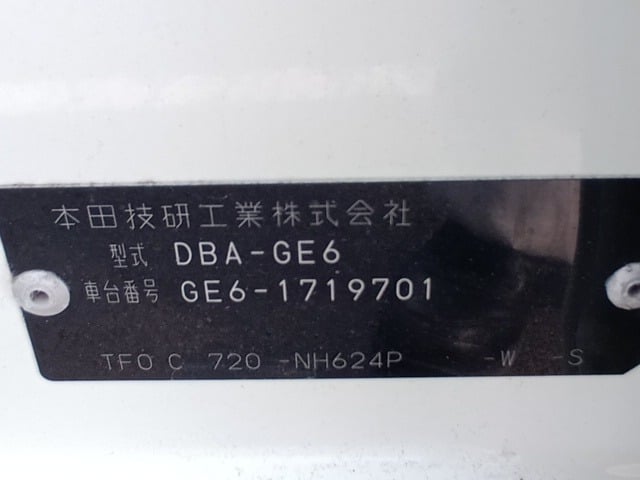 本田技研工業株式会社
型式 DBA-GE6
車台番号 GE6-1719701
TFO C 720 -NH624P -W -S